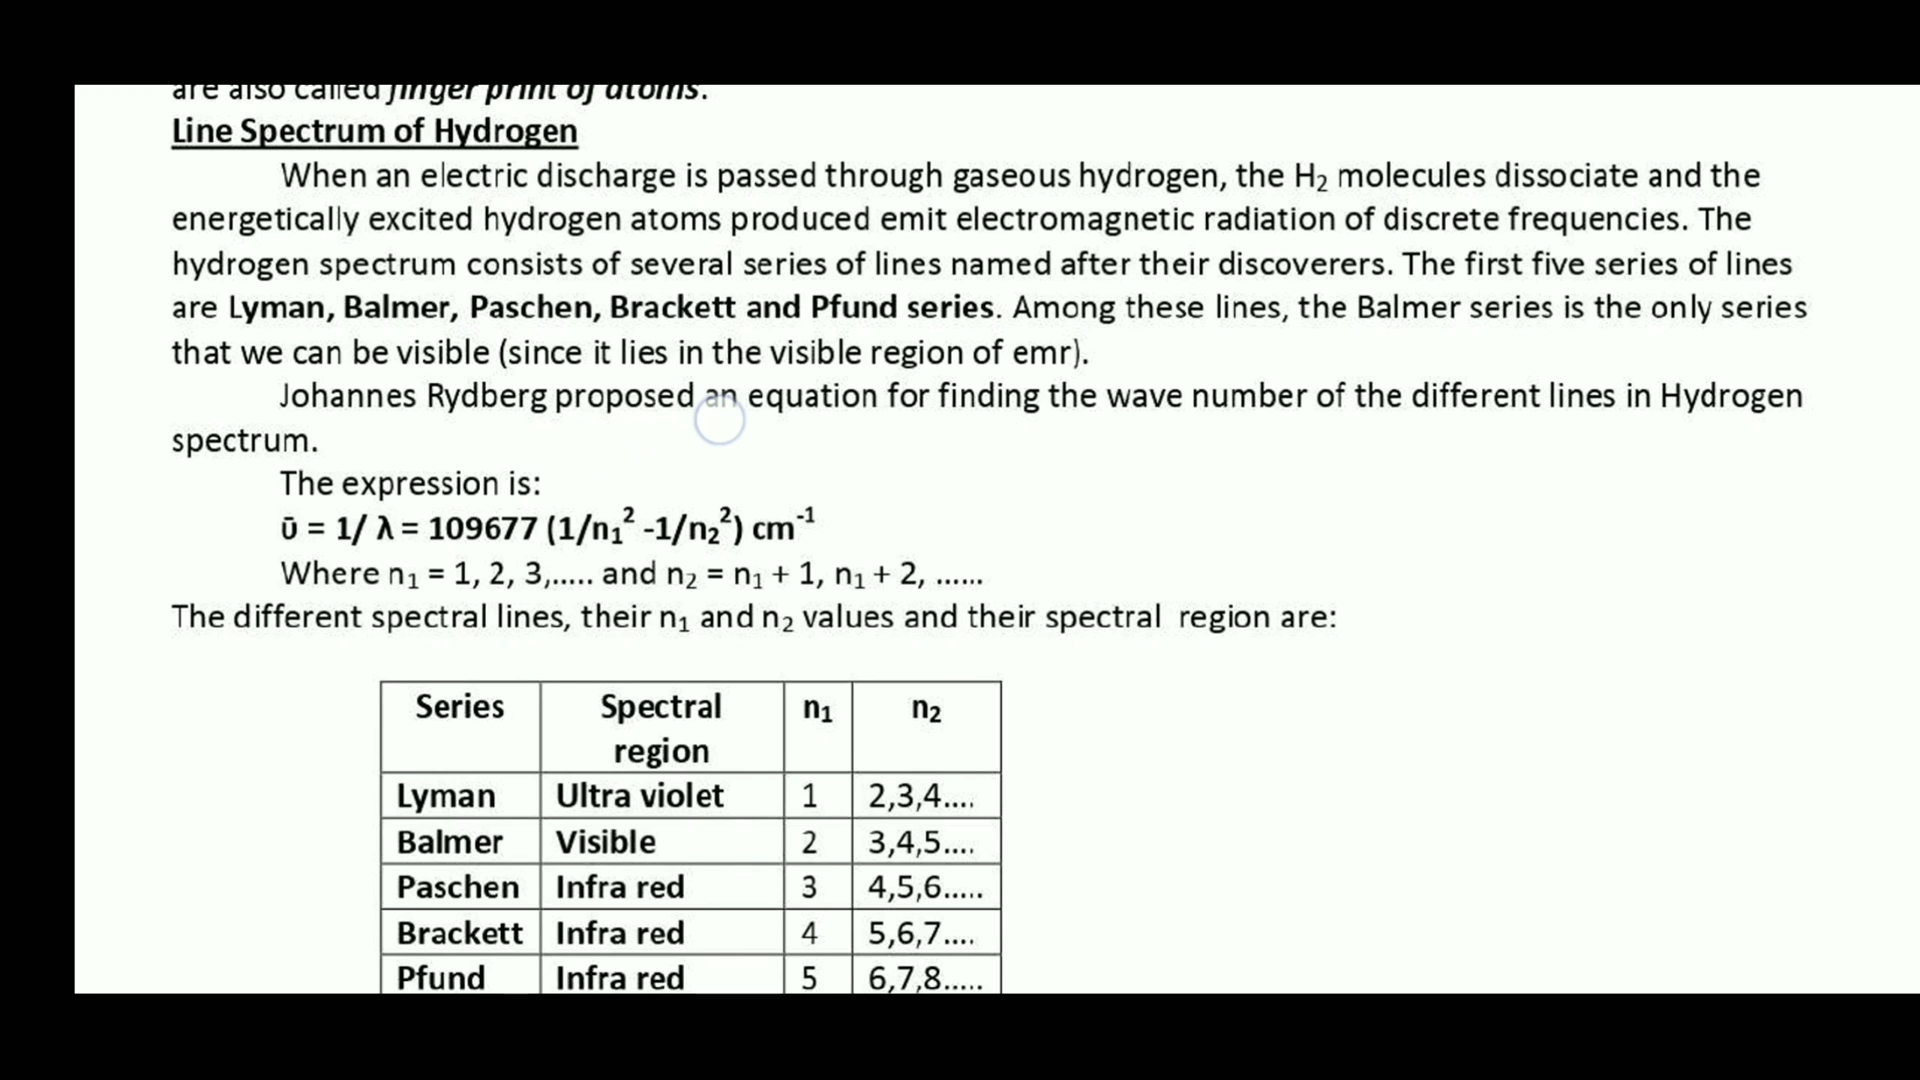 are also called finger print of atoms.
Line Spectrum of Hydrogen
When an electric discharge is passed through gaseous hydrogen, the H₂ molecules dissociate and the
energetically excited hydrogen atoms produced emit electromagnetic radiation of discrete frequencies. The
hydrogen spectrum consists of several series of lines named after their discoverers. The first five series of lines
are Lyman, Balmer, Paschen, Brackett and Pfund series. Among these lines, the Balmer series is the only series
that we can be visible (since it lies in the visible region of emr).
Johannes Rydberg proposed an equation for finding the wave number of the different lines in Hydrogen
spectrum.
The expression is:
ῡ = 1/ λ = 109677 (1/n₁² -1/n₂²) cm⁻¹
Where n₁ = 1, 2, 3,..... and n₂ = n₁ + 1, n₁ + 2, ......
The different spectral lines, their n₁ and n₂ values and their spectral region are:
Series Spectral region n₁ n₂
Lyman Ultra violet 1 2,3,4....
Balmer Visible 2 3,4,5....
Paschen Infra red 3 4,5,6.....
Brackett Infra red 4 5,6,7....
Pfund Infra red 5 6,7,8.....